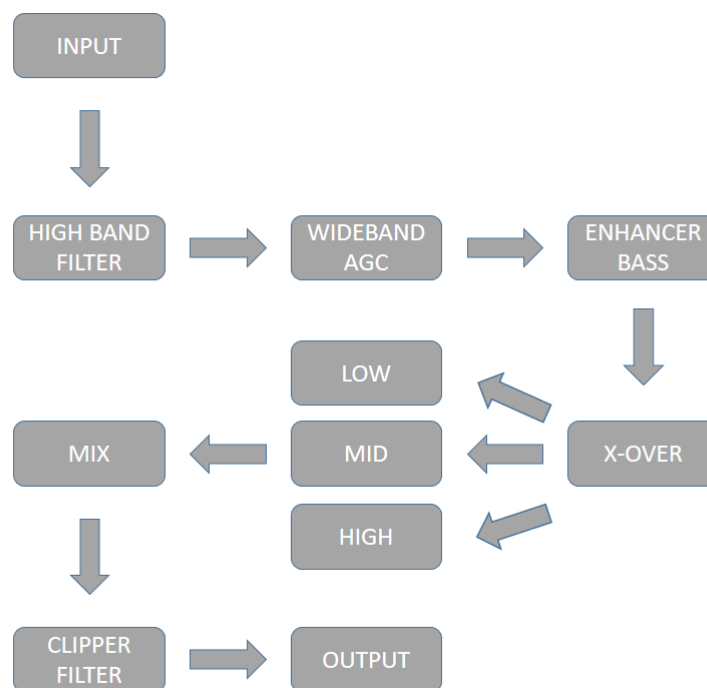 INPUT
HIGH BAND
FILTER
WIDEBAND
AGC
ENHANCER
BASS
LOW
MIX
MID
X-OVER
HIGH
CLIPPER
FILTER
OUTPUT